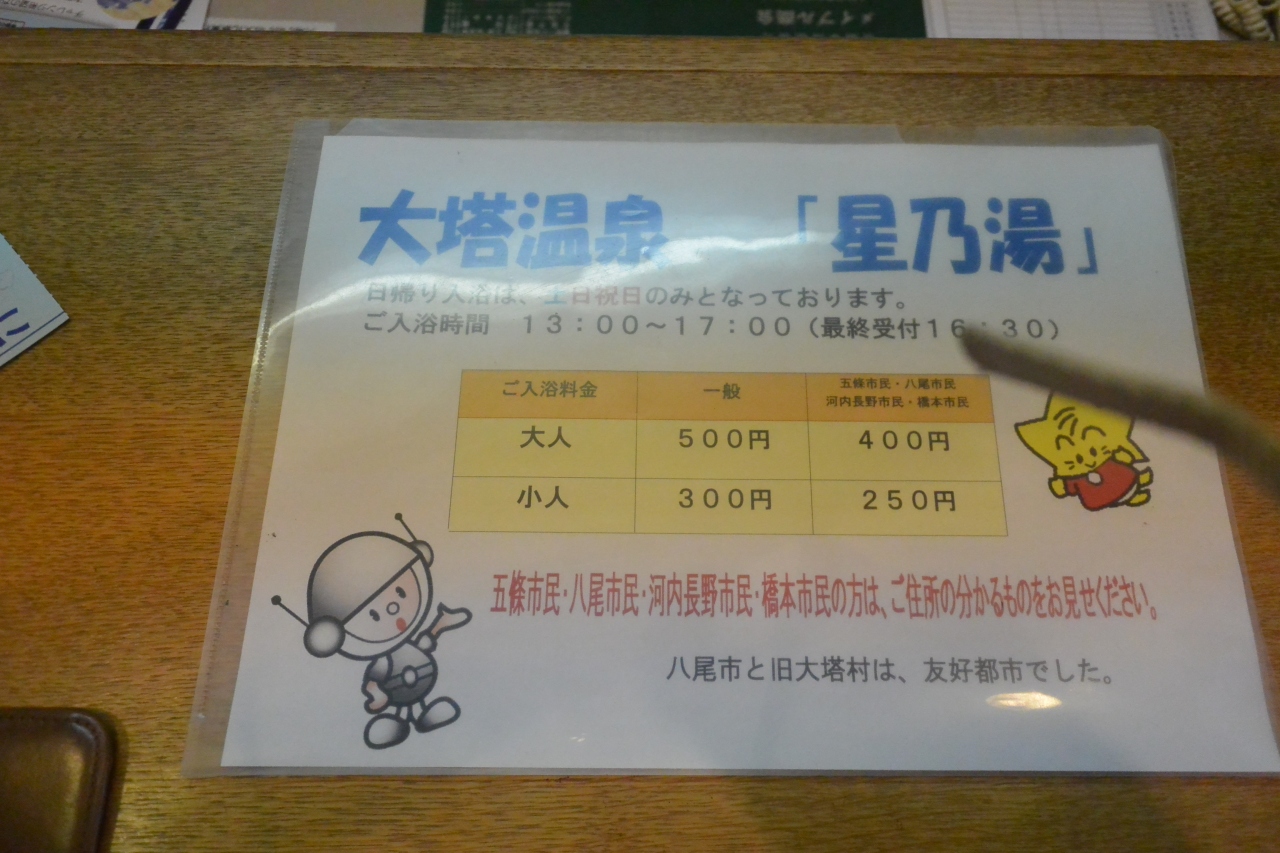 メイプル商会
大塔温泉 「星乃湯」
日帰り入浴は、土日祝日のみとなっております。
ご入浴時間 13:00~17:00(最終受付16:30)
ご入浴料金 一般 五條市民・八尾市民 河内長野市民・橋本市民
大人 500円 400円
小人 300円 250円
五條市民・八尾市民・河内長野市民・橋本市民の方は、ご住所の分かるものをお見せください。
八尾市と旧大塔村は、友好都市でした。